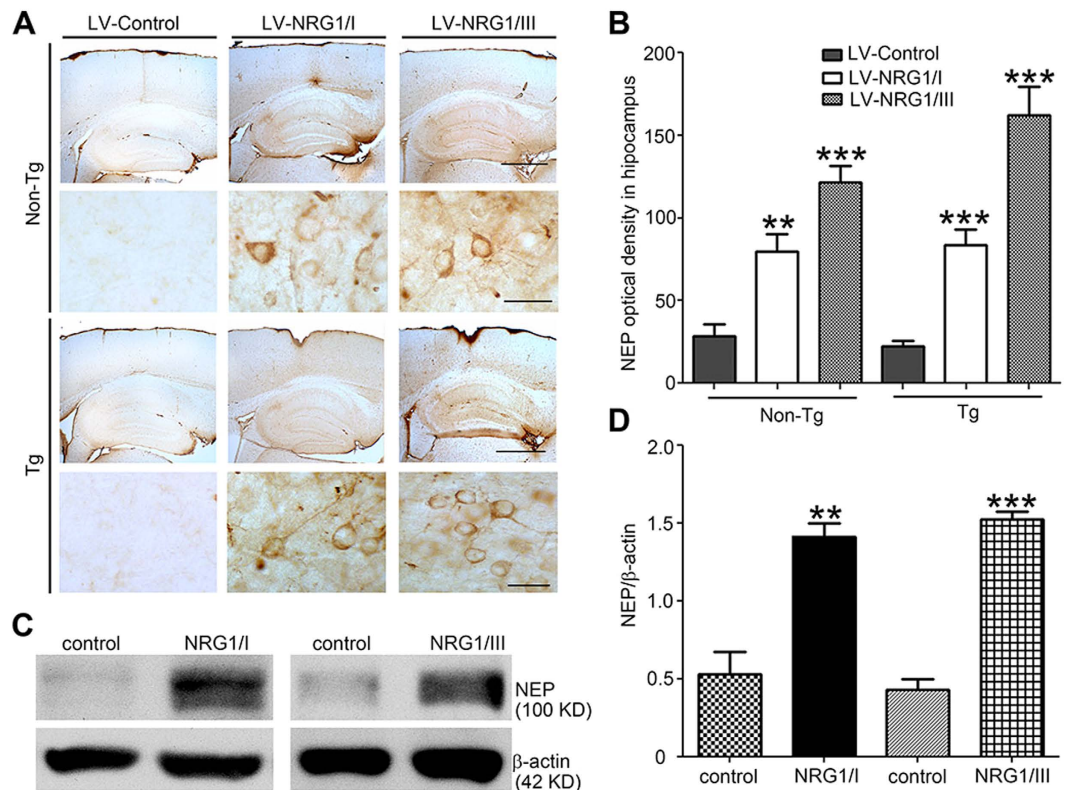 A
LV-Control LV-NRG1/I LV-NRG1/III
Non-Tg
Tg
B
200
150
100
50
0
NEP optical density in hipocampus
LV-Control
LV-NRG1/I
LV-NRG1/III
** *** *** ***
Non-Tg Tg
C
control NRG1/I control NRG1/III
NEP
(100 KD)
β-actin
(42 KD)
D
2.0
1.5
1.0
0.5
0
NEP/β-actin
** ***
control NRG1/I control NRG1/III